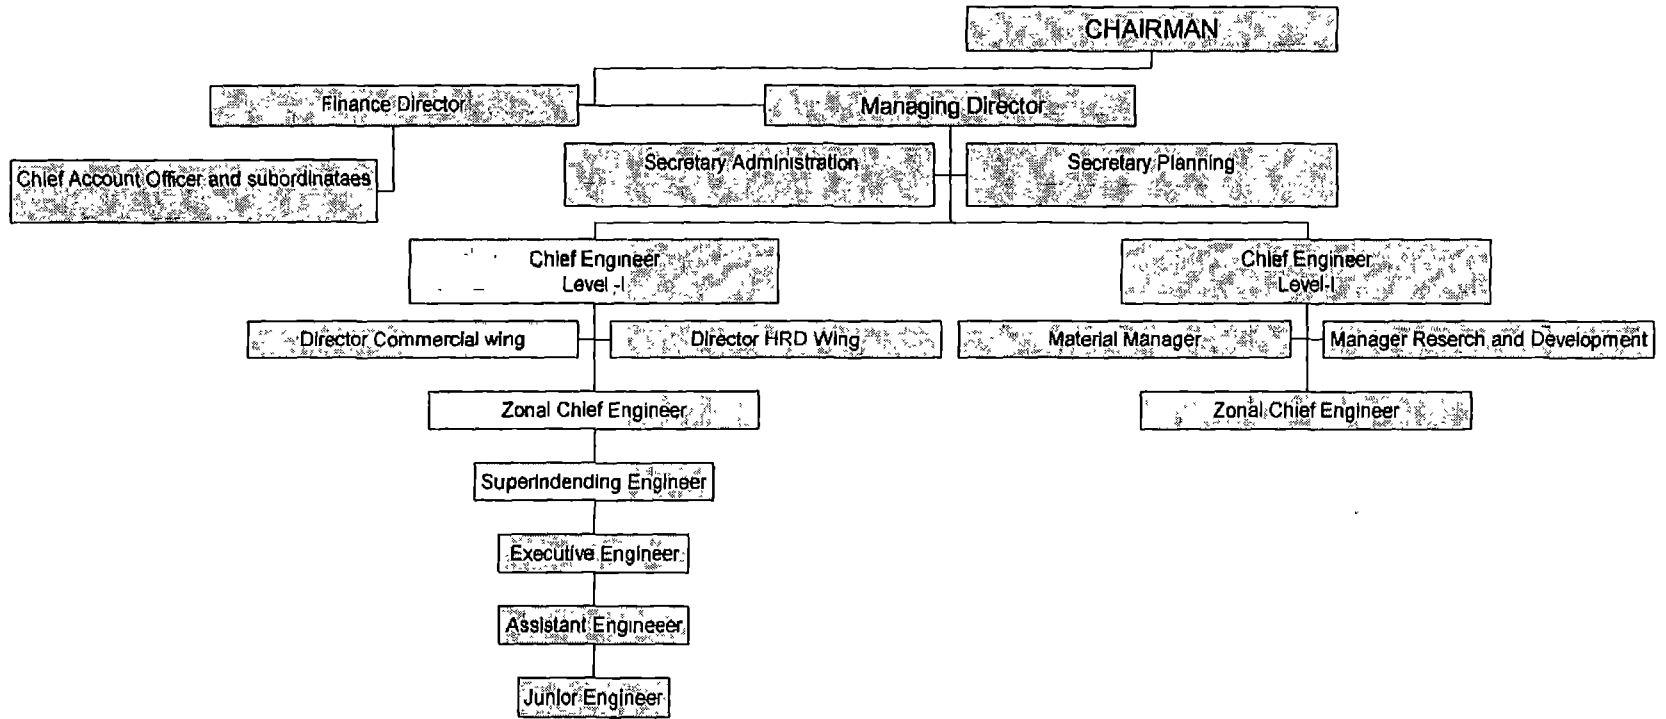 CHAIRMAN
Finance Director
Managing Director
Chief Account Officer and subordinataes
Secretary Administration
Secretary Planning
Chief Engineer
Level -I
Chief Engineer
Level-I
Director Commercial wing
Director HRD Wing
Material Manager
Manager Reserch and Development
Zonal Chief Engineer
Zonal Chief Engineer
Superindending Engineer
Executive Engineer
Assistant Engineeer
Junior Engineer